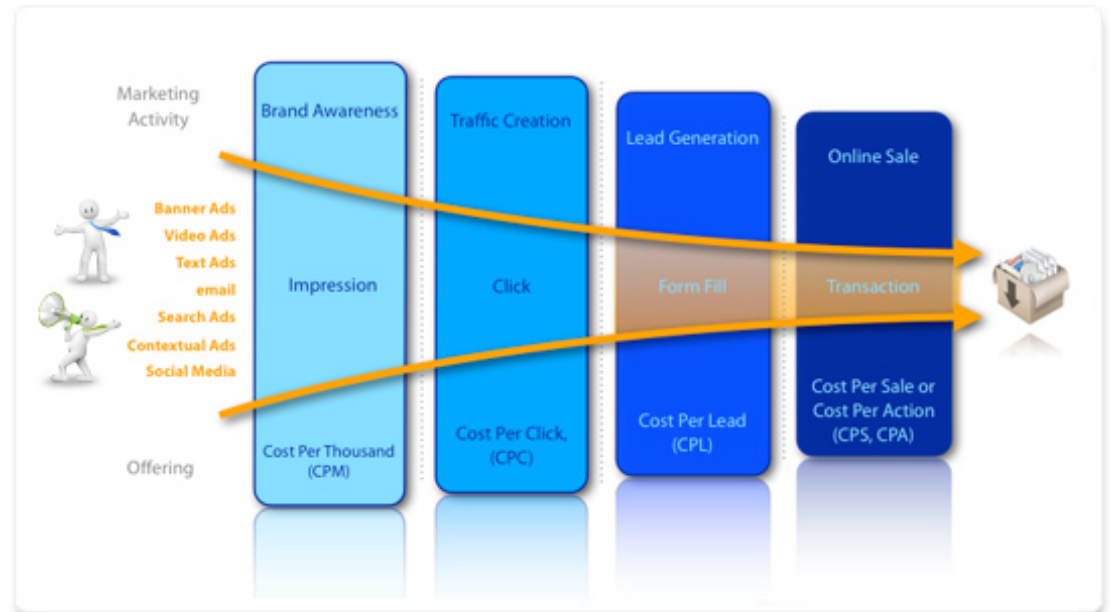 Marketing
Activity
Banner Ads
Video Ads
Text Ads
email
Search Ads
Contextual Ads
Social Media
Offering
Brand Awareness
Impression
Cost Per Thousand
(CPM)
Traffic Creation
Click
Cost Per Click,
(CPC)
Lead Generation
Form Fill
Cost Per Lead
(CPL)
Online Sale
Transaction
Cost Per Sale or
Cost Per Action
(CPS, CPA)